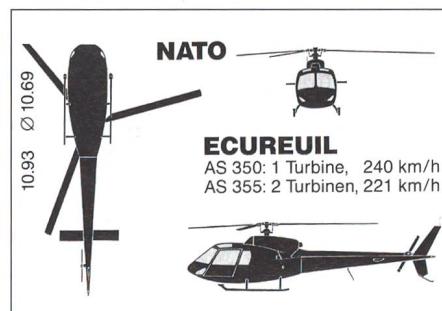 NATO
10.93 Ø 10.69
ECUREUIL
AS 350: 1 Turbine, 240 km/h
AS 355: 2 Turbinen, 221 km/h